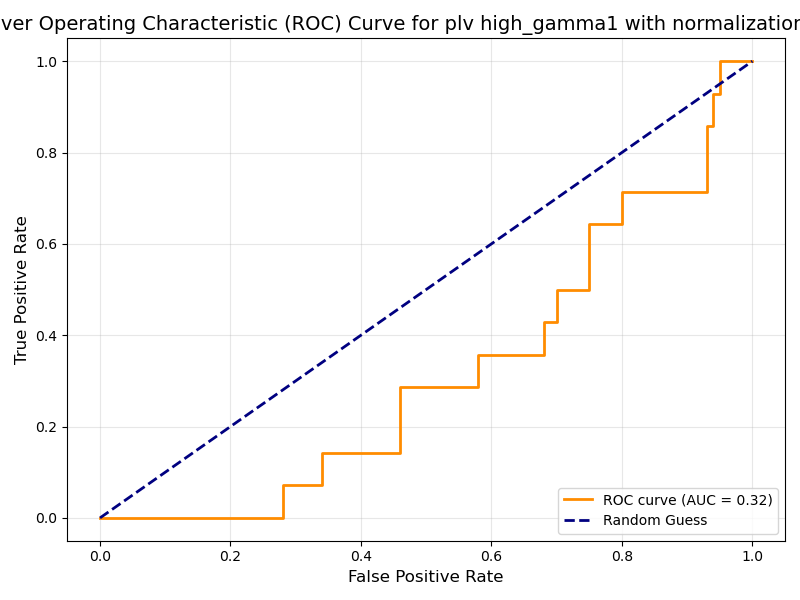 ver Operating Characteristic (ROC) Curve for plv high_gamma1 with normalization
1.0
0.8
0.6
0.4
0.2
0.0
True Positive Rate
0.0 0.2 0.4 0.6 0.8 1.0
False Positive Rate
ROC curve (AUC = 0.32)
Random Guess